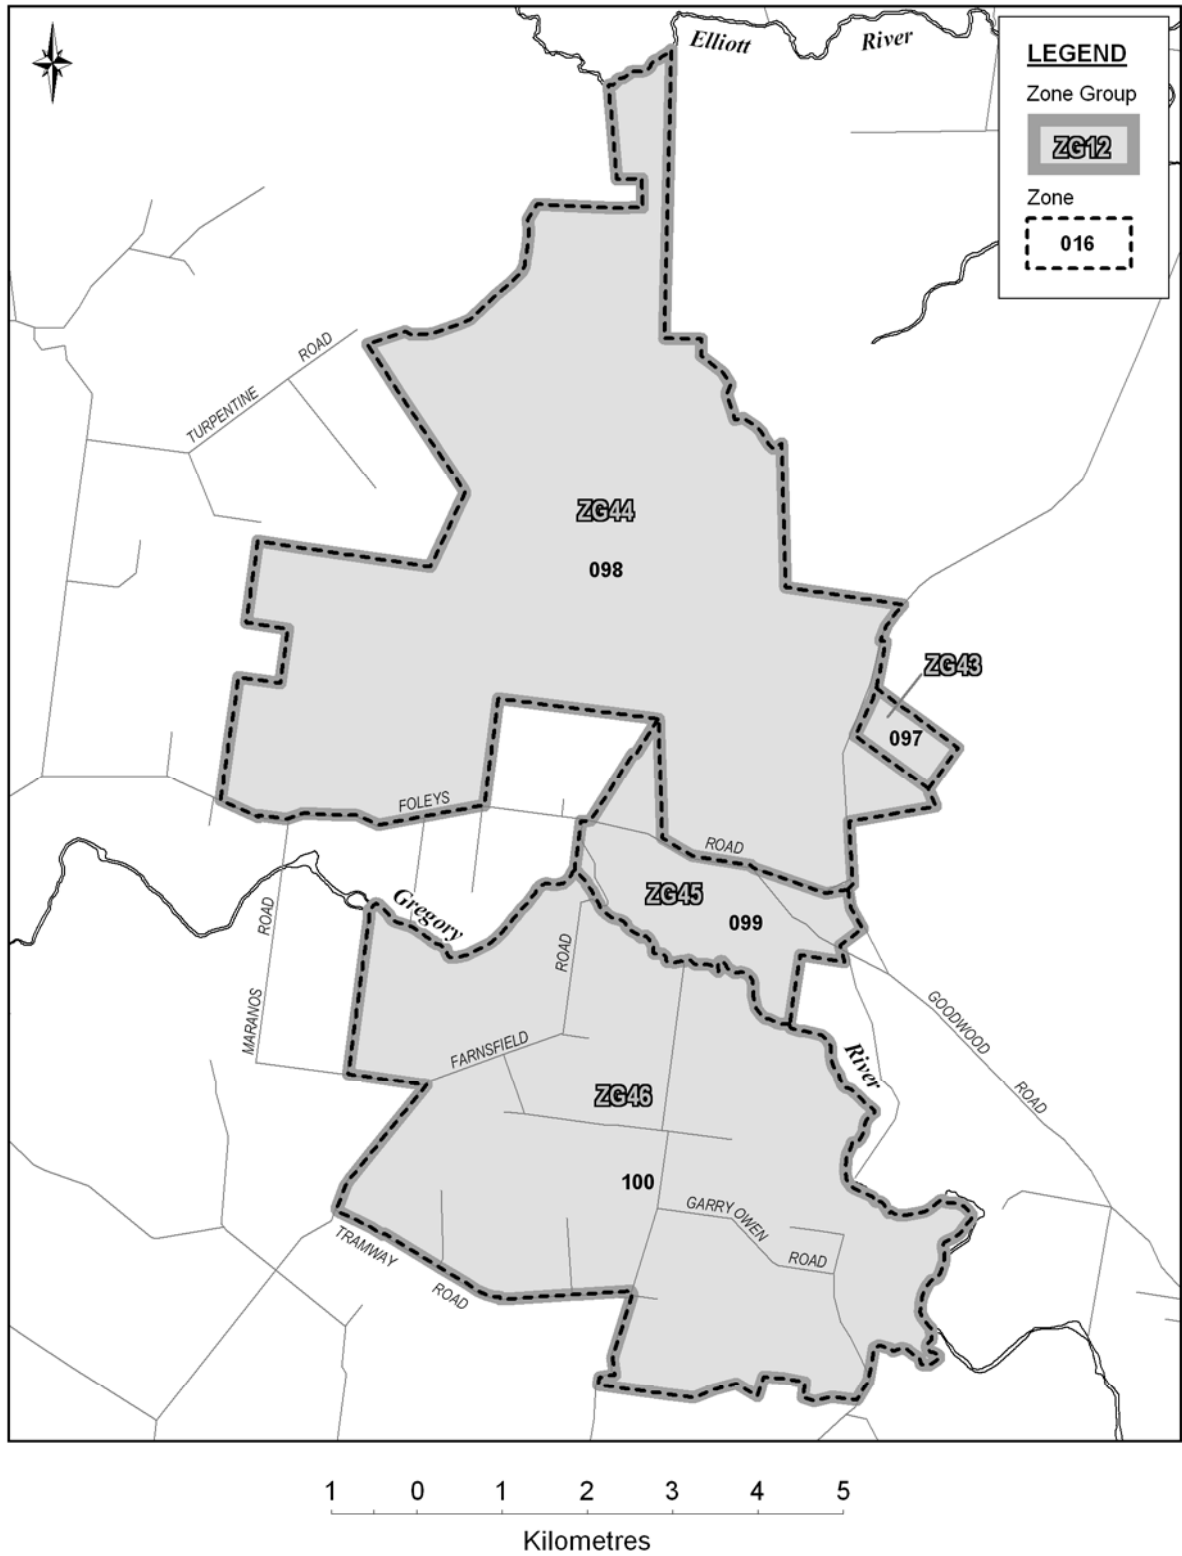 Elliott River
LEGEND
Zone Group
ZG12
Zone
016
TURPENTINE ROAD
ZG44
098
ZG43
097
FOLEYS ROAD
ZG45
099
Gregory River
ROAD
MARANOS ROAD
FARNSFIELD
GOODWOOD ROAD
ZG46
100
GARRY OWEN ROAD
TRAMWAY ROAD
1 0 1 2 3 4 5
Kilometres